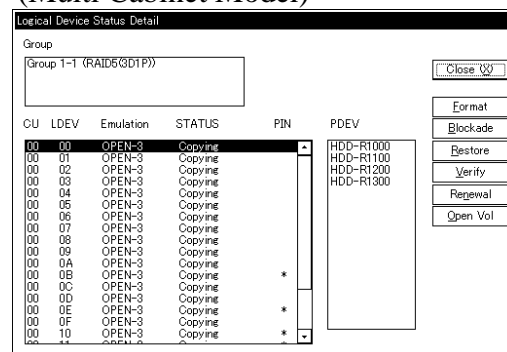 (Multi Cabinet Model)
Logical Device Status Detail
Group
Group 1-1 (RAID5(3D1P))
Close (X)
Format
Blockade
Restore
Verify
Renewal
Open Vol
CU LDEV Emulation STATUS PIN PDEV
00 00 OPEN-3 Copying HDD-R1000
00 01 OPEN-3 Copying HDD-R1100
00 02 OPEN-3 Copying HDD-R1200
00 03 OPEN-3 Copying HDD-R1300
00 04 OPEN-3 Copying
00 05 OPEN-3 Copying
00 06 OPEN-3 Copying
00 07 OPEN-3 Copying
00 08 OPEN-3 Copying
00 09 OPEN-3 Copying
00 0A OPEN-3 Copying
00 0B OPEN-3 Copying *
00 0C OPEN-3 Copying
00 0D OPEN-3 Copying
00 0E OPEN-3 Copying *
00 0F OPEN-3 Copying
00 10 OPEN-3 Copying *